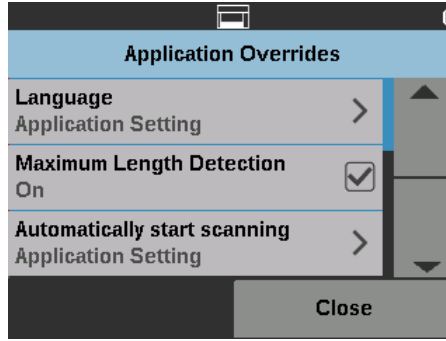 Application Overrides
Language
Application Setting
Maximum Length Detection
On
Automatically start scanning
Application Setting
Close